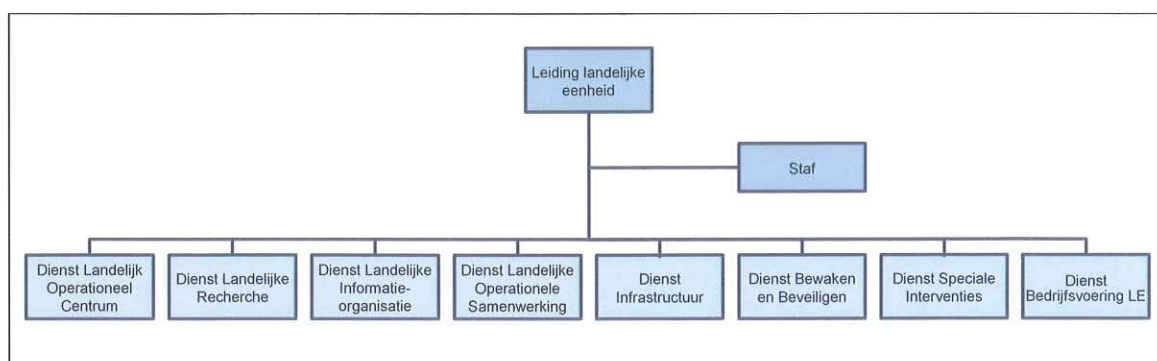 Leiding landelijke
eenheid
Staf
Dienst Landelijk
Operationeel
Centrum
Dienst Landelijke
Recherche
Dienst Landelijke
Informatie-
organisatie
Dienst Landelijke
Operationele
Samenwerking
Dienst
Infrastructuur
Dienst Bewaken
en Beveiligen
Dienst Speciale
Interventies
Dienst
Bedrijfsvoering LE